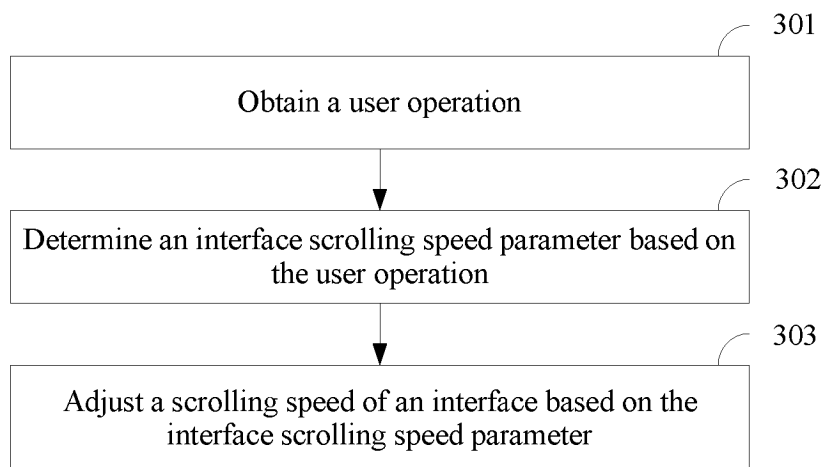 301
Obtain a user operation
302
Determine an interface scrolling speed parameter based on
the user operation
303
Adjust a scrolling speed of an interface based on the
interface scrolling speed parameter